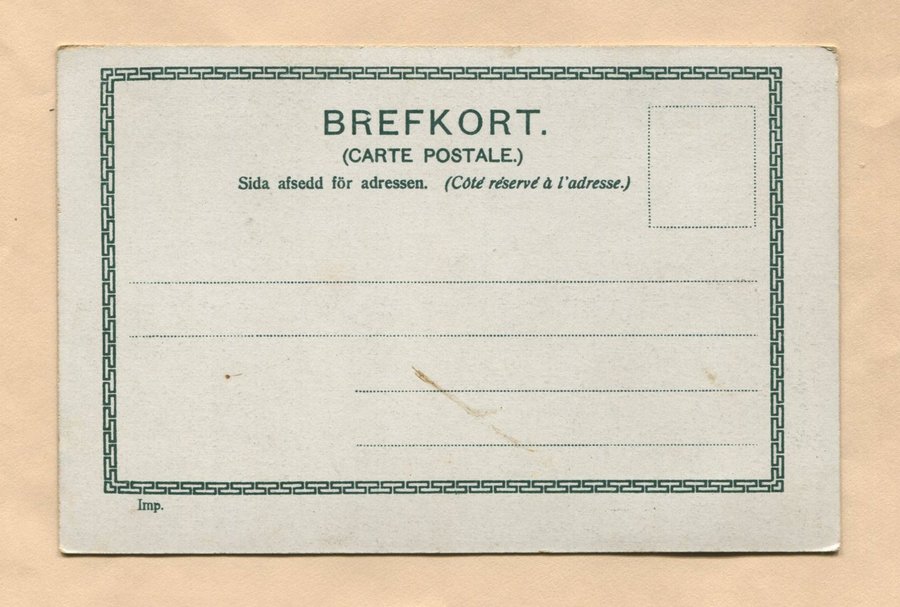 BREFKORT.
(CARTE POSTALE.)
Sida afsedd för adressen. (Côté réservé à l'adresse.)
Imp.